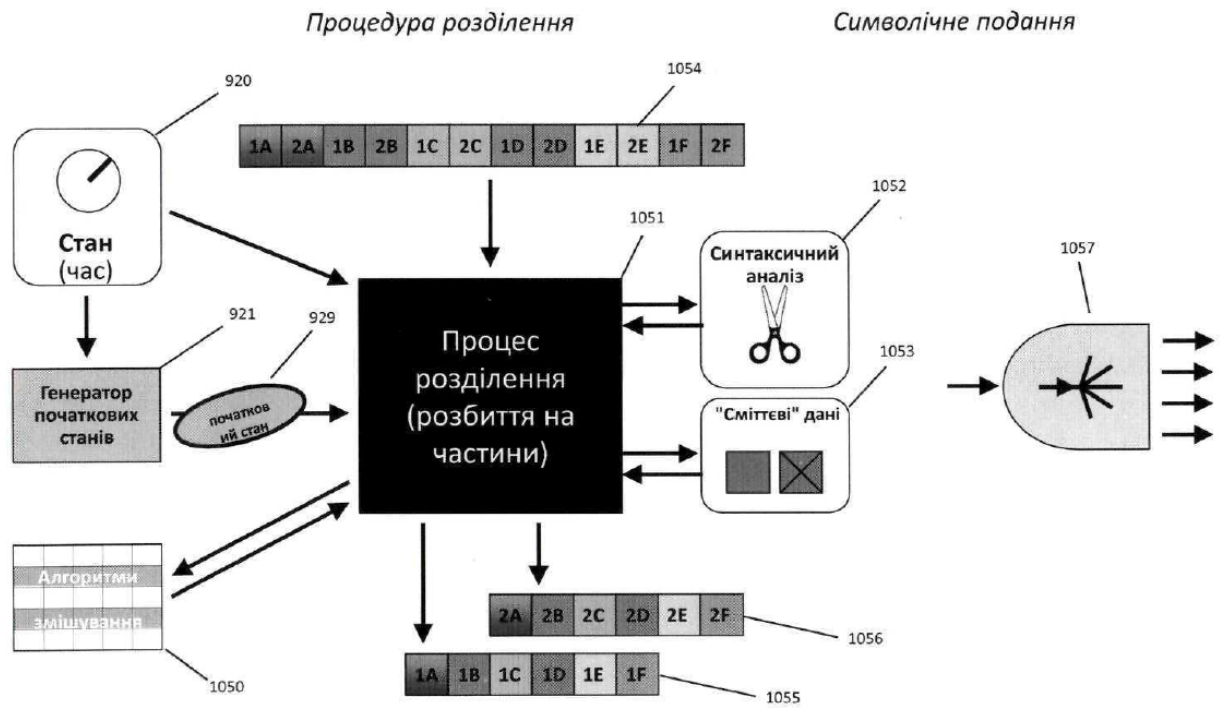 Процедура розділення
Символічне подання
920
1054
1A 2A 1B 2B 1C 2C 1D 2D 1E 2E 1F 2F
Стан
(час)
1051
1052
Синтаксичний
аналіз
1057
921
929
Генератор
початкових
станів
початков
ий стан
Процес
розділення
(розбиття на
частини)
1053
"Сміттєві" дані
Алгоритми
змішування
1050
2A 2B 2C 2D 2E 2F
1056
1A 1B 1C 1D 1E 1F
1055